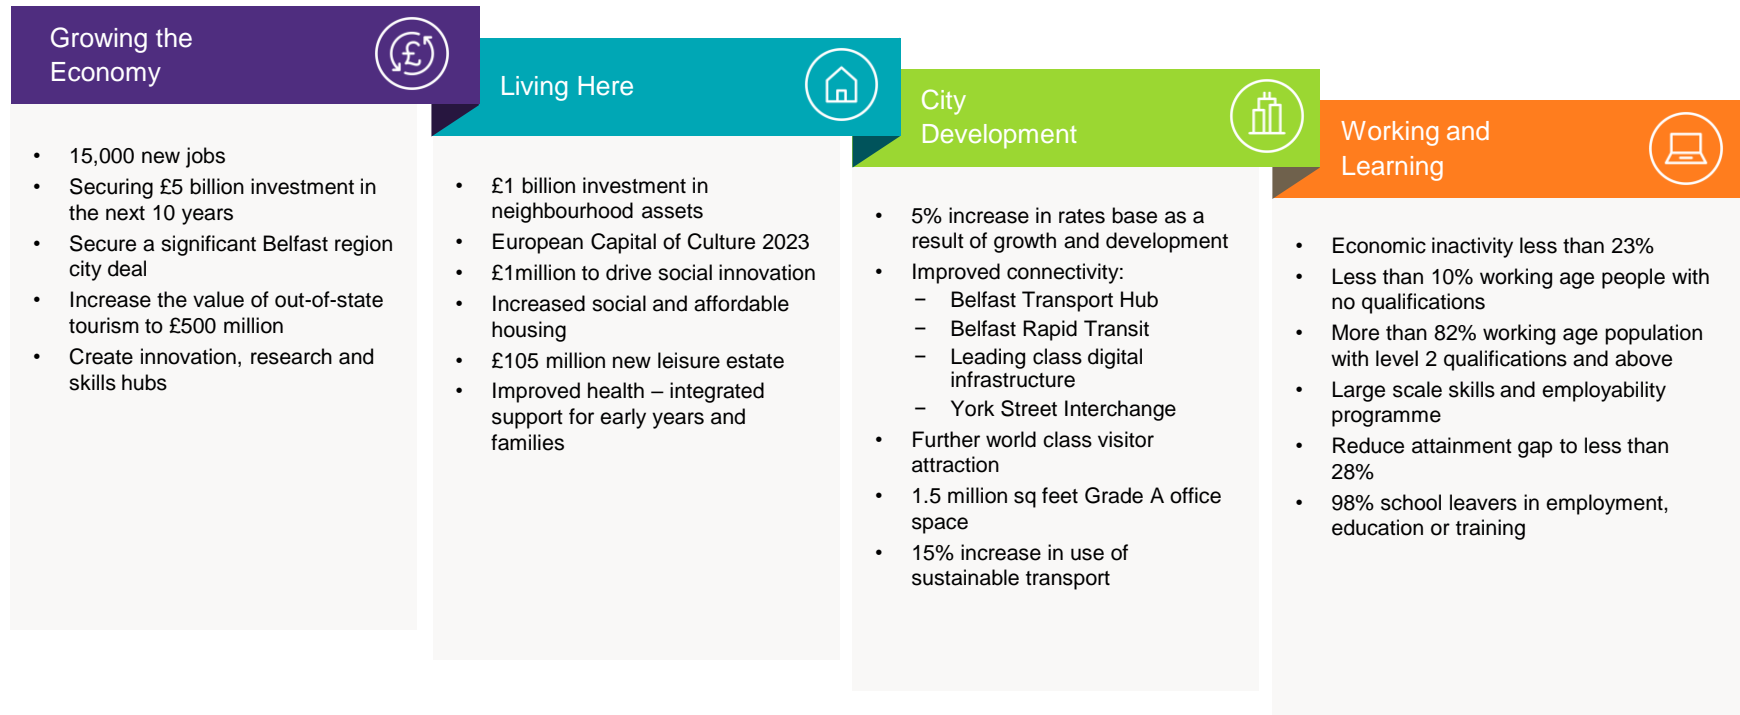 Growing the
Economy
• 15,000 new jobs
• Securing £5 billion investment in
the next 10 years
• Secure a significant Belfast region
city deal
• Increase the value of out-of-state
tourism to £500 million
• Create innovation, research and
skills hubs
Living Here
• £1 billion investment in
neighbourhood assets
• European Capital of Culture 2023
• £1million to drive social innovation
• Increased social and affordable
housing
• £105 million new leisure estate
• Improved health – integrated
support for early years and
families
City
Development
• 5% increase in rates base as a
result of growth and development
• Improved connectivity:
− Belfast Transport Hub
− Belfast Rapid Transit
− Leading class digital
infrastructure
− York Street Interchange
• Further world class visitor
attraction
• 1.5 million sq feet Grade A office
space
• 15% increase in use of
sustainable transport
Working and
Learning
• Economic inactivity less than 23%
• Less than 10% working age people with
no qualifications
• More than 82% working age population
with level 2 qualifications and above
• Large scale skills and employability
programme
• Reduce attainment gap to less than
28%
• 98% school leavers in employment,
education or training